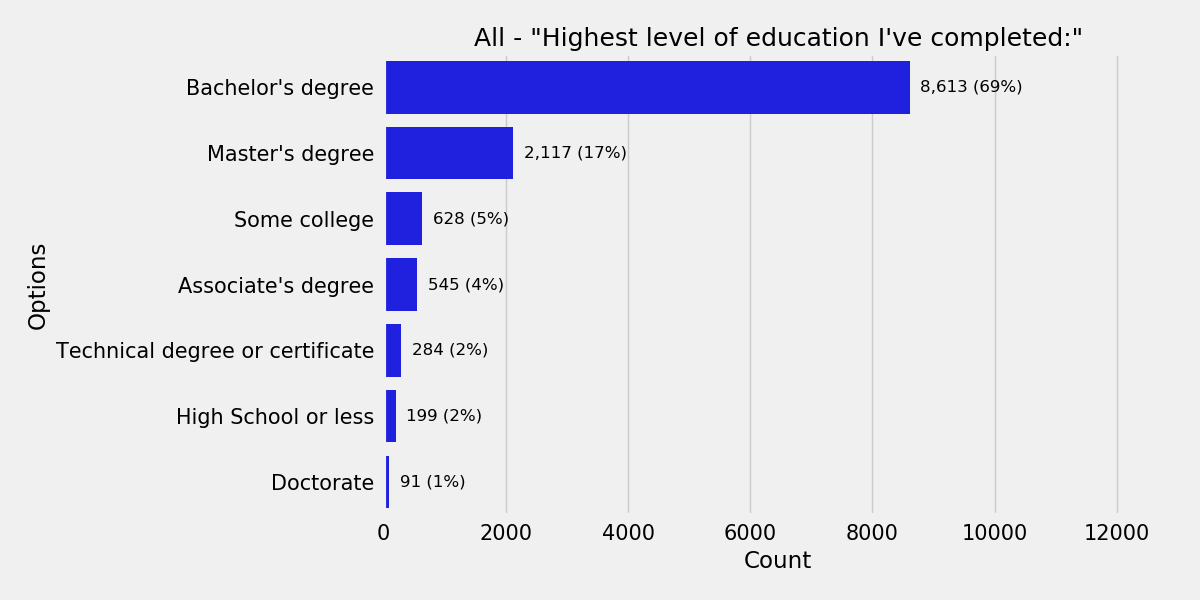 All - "Highest level of education I've completed:"
Bachelor's degree 8,613 (69%)
Master's degree 2,117 (17%)
Some college 628 (5%)
Associate's degree 545 (4%)
Technical degree or certificate 284 (2%)
High School or less 199 (2%)
Doctorate 91 (1%)
Options
0 2000 4000 6000 8000 10000 12000
Count